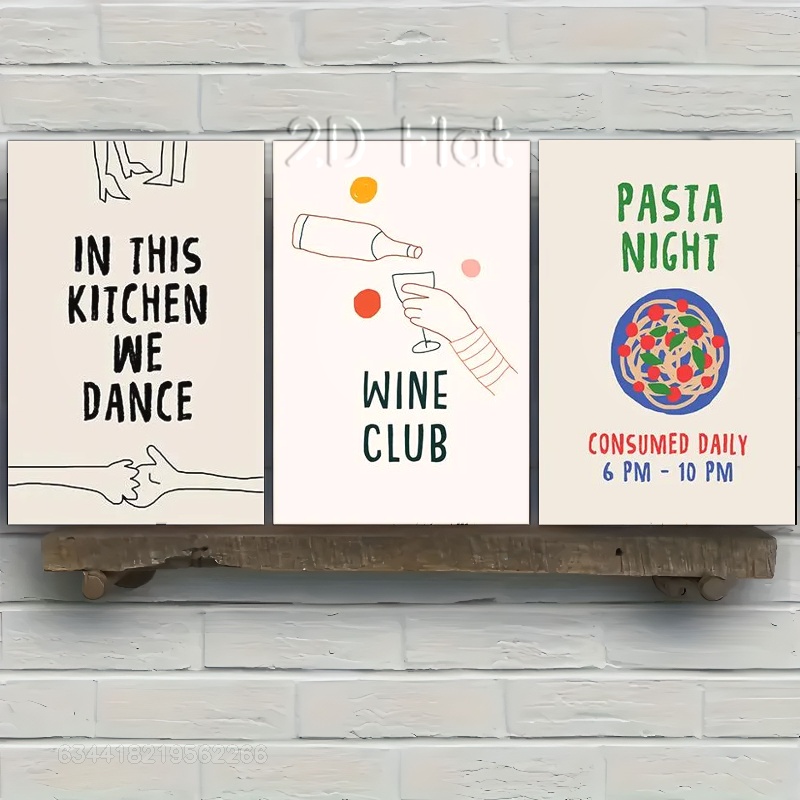 2D Flat
IN THIS
KITCHEN
WE
DANCE
WINE
CLUB
PASTA
NIGHT
CONSUMED DAILY
6 PM - 10 PM
634418219562266